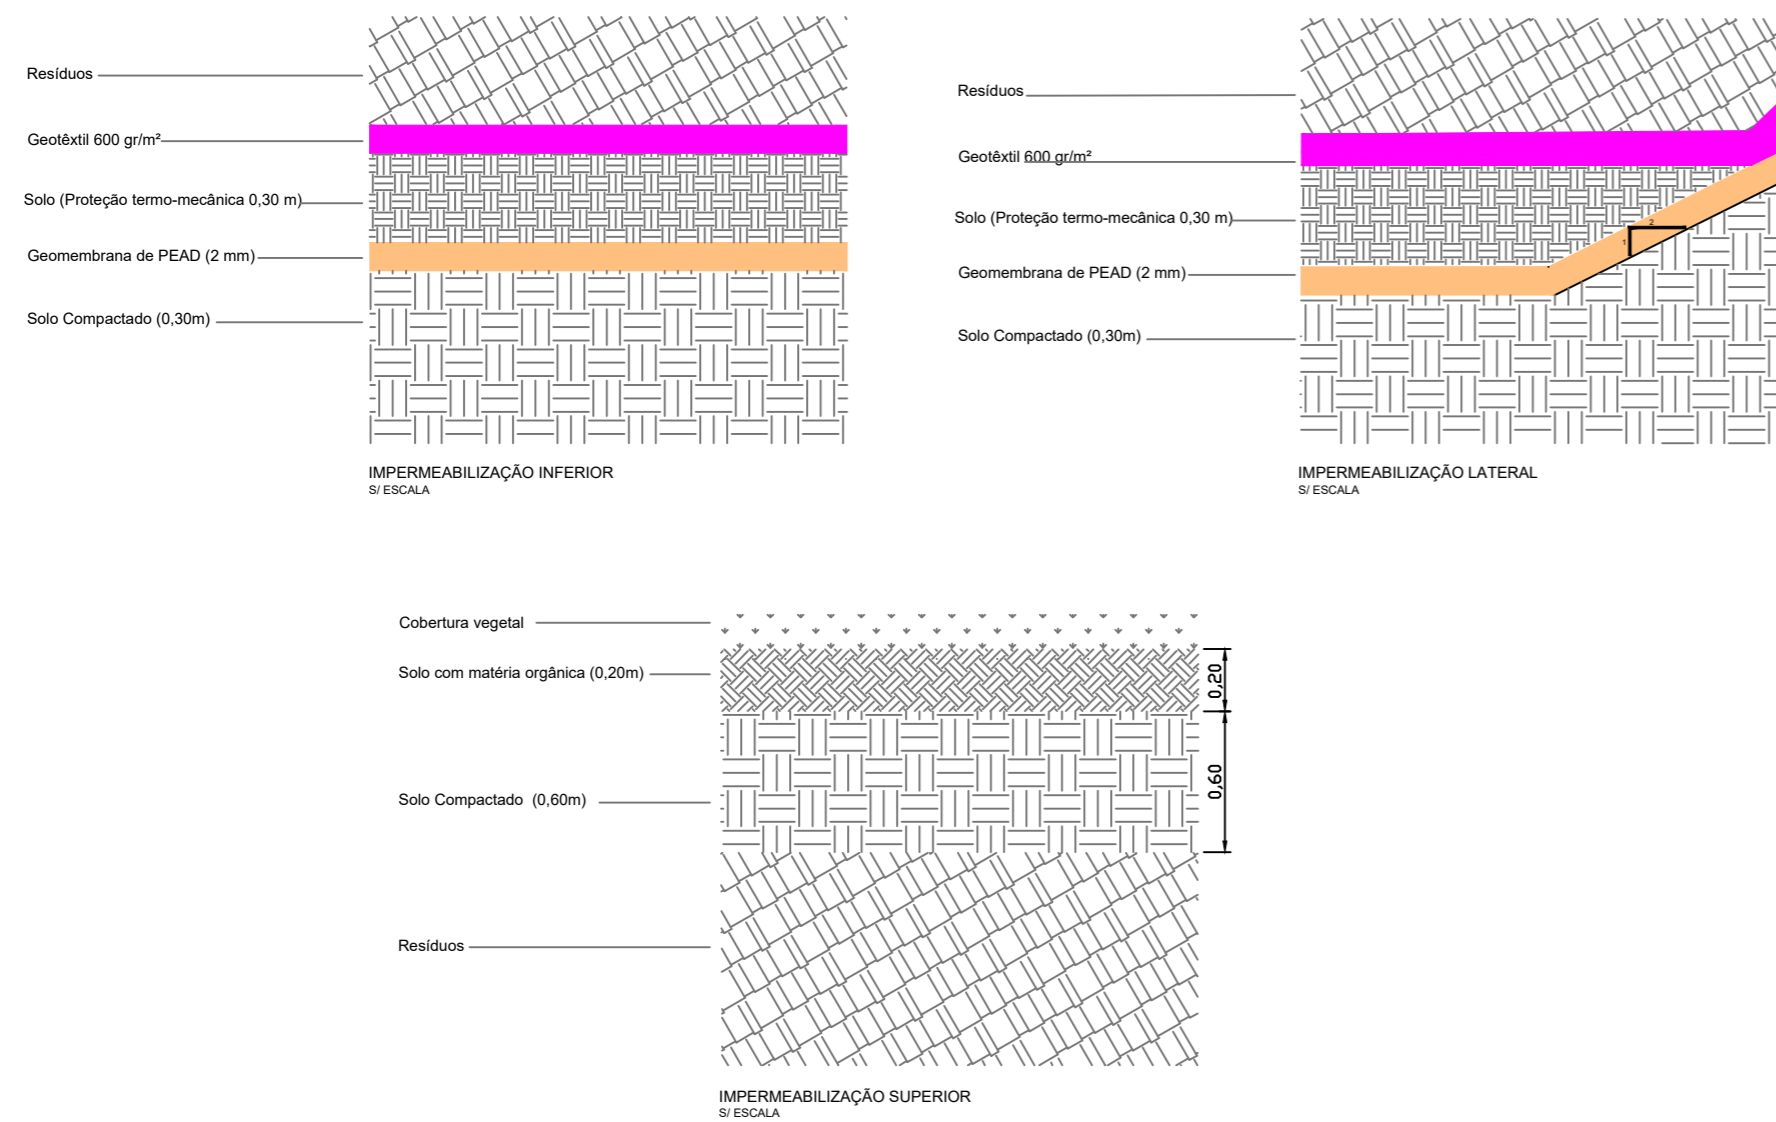 Resíduos
Geotêxtil 600 gr/m²
Solo (Proteção termo-mecânica 0,30 m)
Geomembrana de PEAD (2 mm)
Solo Compactado (0,30m)
IMPERMEABILIZAÇÃO INFERIOR
S/ ESCALA
Resíduos
Geotêxtil 600 gr/m²
Solo (Proteção termo-mecânica 0,30 m)
Geomembrana de PEAD (2 mm)
Solo Compactado (0,30m)
2
1
IMPERMEABILIZAÇÃO LATERAL
S/ ESCALA
Cobertura vegetal
Solo com matéria orgânica (0,20m)
Solo Compactado (0,60m)
Resíduos
0,20
0,60
IMPERMEABILIZAÇÃO SUPERIOR
S/ ESCALA